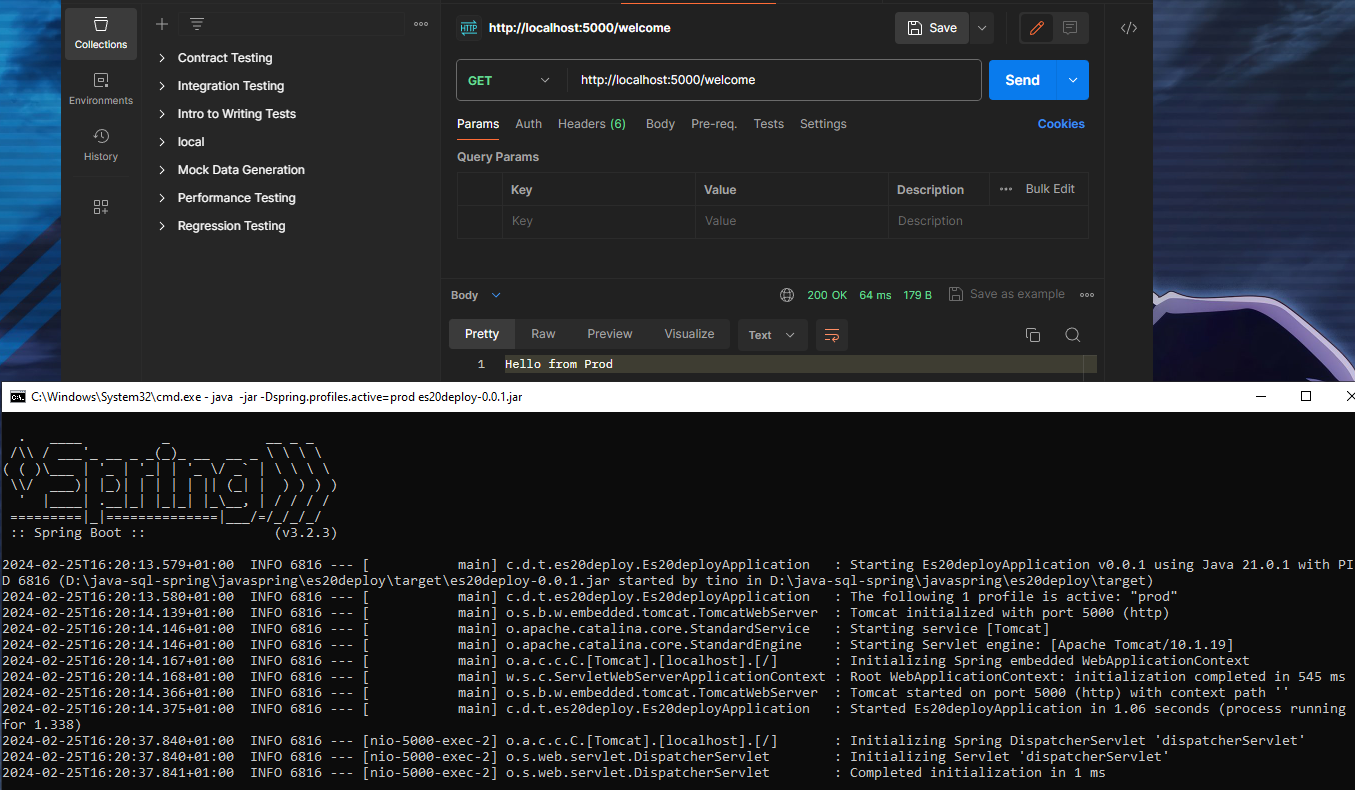 Collections
Environments
History
Contract Testing
Integration Testing
Intro to Writing Tests
local
Mock Data Generation
Performance Testing
Regression Testing
HTTP http://localhost:5000/welcome
Save
GET http://localhost:5000/welcome
Send
Params Auth Headers (6) Body Pre-req. Tests Settings Cookies
Query Params
Key Value Description Bulk Edit
Key Value Description
Body 200 OK 64 ms 179 B Save as example
Pretty Raw Preview Visualize Text
1 Hello from Prod
C:\Windows\System32\cmd.exe - java  -jar -Dspring.profiles.active=prod es20deploy-0.0.1.jar
  .   ____          _            __ _ _
 /\\ / ___'_ __ _ _(_)_ __  __ _ \ \ \ \
( ( )\___ | '_ | '_| | '_ \/ _` | \ \ \ \
 \\/  ___)| |_)| | | | | || (_| |  ) ) ) )
  '  |____| .__|_| |_|_| |_\__, | / / / /
 =========|_|==============|___/=/_/_/_/
 :: Spring Boot ::                (v3.2.3)
2024-02-25T16:20:13.579+01:00  INFO 6816 --- [           main] c.d.t.es20deploy.Es20deployApplication   : Starting Es20deployApplication v0.0.1 using Java 21.0.1 with PI
D 6816 (D:\java-sql-spring\javaspring\es20deploy\target\es20deploy-0.0.1.jar started by tino in D:\java-sql-spring\javaspring\es20deploy\target)
2024-02-25T16:20:13.580+01:00  INFO 6816 --- [           main] c.d.t.es20deploy.Es20deployApplication   : The following 1 profile is active: "prod"
2024-02-25T16:20:14.139+01:00  INFO 6816 --- [           main] o.s.b.w.embedded.tomcat.TomcatWebServer  : Tomcat initialized with port 5000 (http)
2024-02-25T16:20:14.146+01:00  INFO 6816 --- [           main] o.apache.catalina.core.StandardService   : Starting service [Tomcat]
2024-02-25T16:20:14.146+01:00  INFO 6816 --- [           main] o.apache.catalina.core.StandardEngine    : Starting Servlet engine: [Apache Tomcat/10.1.19]
2024-02-25T16:20:14.167+01:00  INFO 6816 --- [           main] o.a.c.c.C.[Tomcat].[localhost].[/]       : Initializing Spring embedded WebApplicationContext
2024-02-25T16:20:14.168+01:00  INFO 6816 --- [           main] w.s.c.ServletWebServerApplicationContext : Root WebApplicationContext: initialization completed in 545 ms
2024-02-25T16:20:14.366+01:00  INFO 6816 --- [           main] o.s.b.w.embedded.tomcat.TomcatWebServer  : Tomcat started on port 5000 (http) with context path ''
2024-02-25T16:20:14.375+01:00  INFO 6816 --- [           main] c.d.t.es20deploy.Es20deployApplication   : Started Es20deployApplication in 1.06 seconds (process running
for 1.338)
2024-02-25T16:20:37.840+01:00  INFO 6816 --- [nio-5000-exec-2] o.a.c.c.C.[Tomcat].[localhost].[/]       : Initializing Spring DispatcherServlet 'dispatcherServlet'
2024-02-25T16:20:37.840+01:00  INFO 6816 --- [nio-5000-exec-2] o.s.web.servlet.DispatcherServlet        : Initializing Servlet 'dispatcherServlet'
2024-02-25T16:20:37.841+01:00  INFO 6816 --- [nio-5000-exec-2] o.s.web.servlet.DispatcherServlet        : Completed initialization in 1 ms